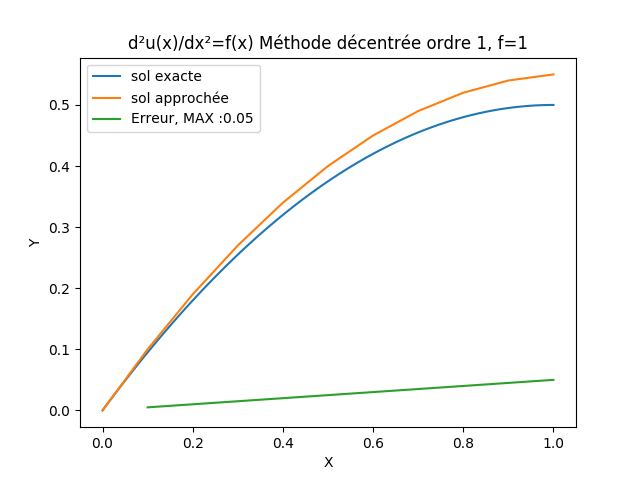 d²u(x)/dx²=f(x) Méthode décentrée ordre 1, f=1
sol exacte
sol approchée
Erreur, MAX :0.05
Y
0.5
0.4
0.3
0.2
0.1
0.0
0.0 0.2 0.4 0.6 0.8 1.0
X